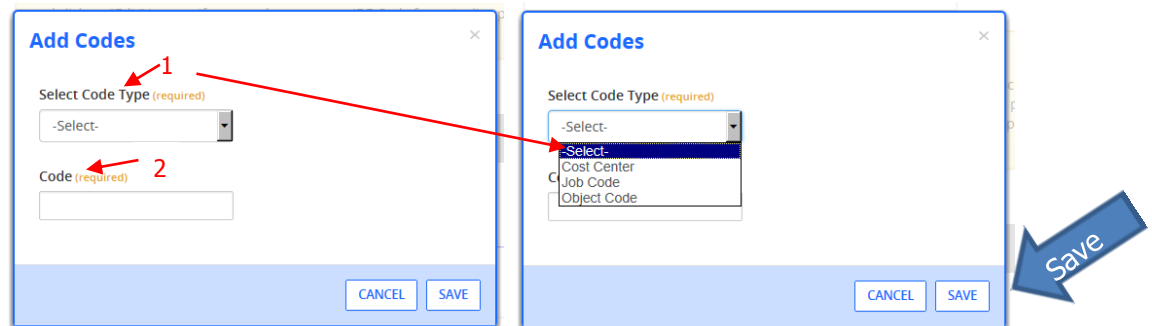 Add Codes
×
1
Select Code Type (required)
-Select-
2
Code (required)
CANCEL
SAVE
Add Codes
×
Select Code Type (required)
-Select-
-Select-
Cost Center
Job Code
Object Code
CANCEL
SAVE
Save